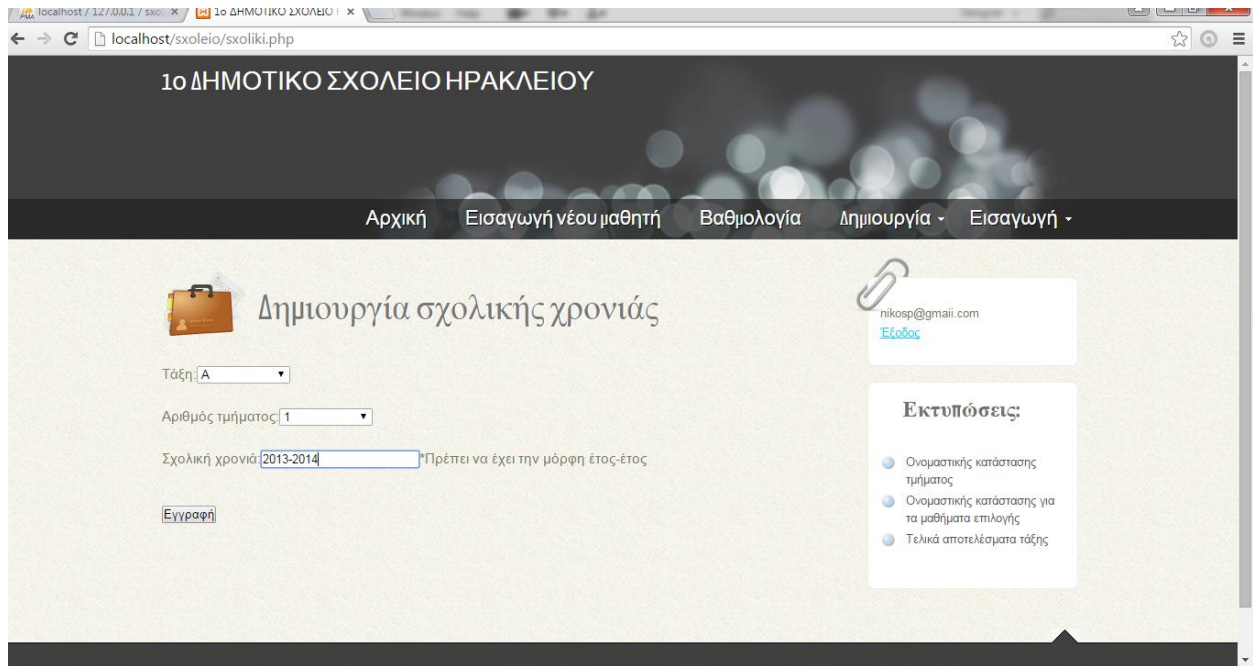 localhost / 127.0.0.1 / sxol
1ο ΔΗΜΟΤΙΚΟ ΣΧΟΛΕΙΟ Η
localhost/sxoleio/sxoliki.php
1ο ΔΗΜΟΤΙΚΟ ΣΧΟΛΕΙΟ ΗΡΑΚΛΕΙΟΥ
Αρχική Εισαγωγή νέου μαθητή Βαθμολογία Δημιουργία Εισαγωγή
Δημιουργία σχολικής χρονιάς
Τάξη: Α
Αριθμός τμήματος: 1
Σχολική χρονιά: 2013-2014 *Πρέπει να έχει την μόρφη έτος-έτος
Εγγραφή
nikosp@gmaii.com
Έξοδος
Εκτυπώσεις:
Ονομαστικής κατάστασης
τμήματος
Ονομαστικής κατάστασης για
τα μαθήματα επιλογής
Τελικά αποτελέσματα τάξης